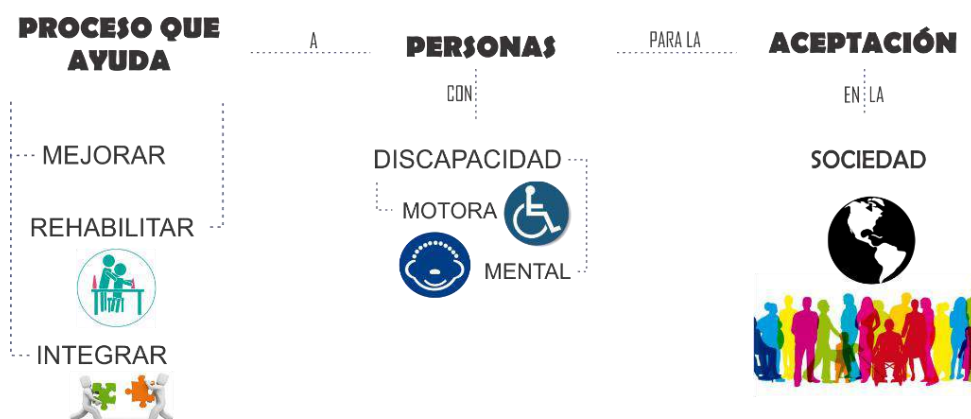 PROCESO QUE
AYUDA
A
PERSONAS
PARA LA
ACEPTACIÓN
CON
EN LA
MEJORAR
REHABILITAR
INTEGRAR
DISCAPACIDAD
MOTORA
MENTAL
SOCIEDAD